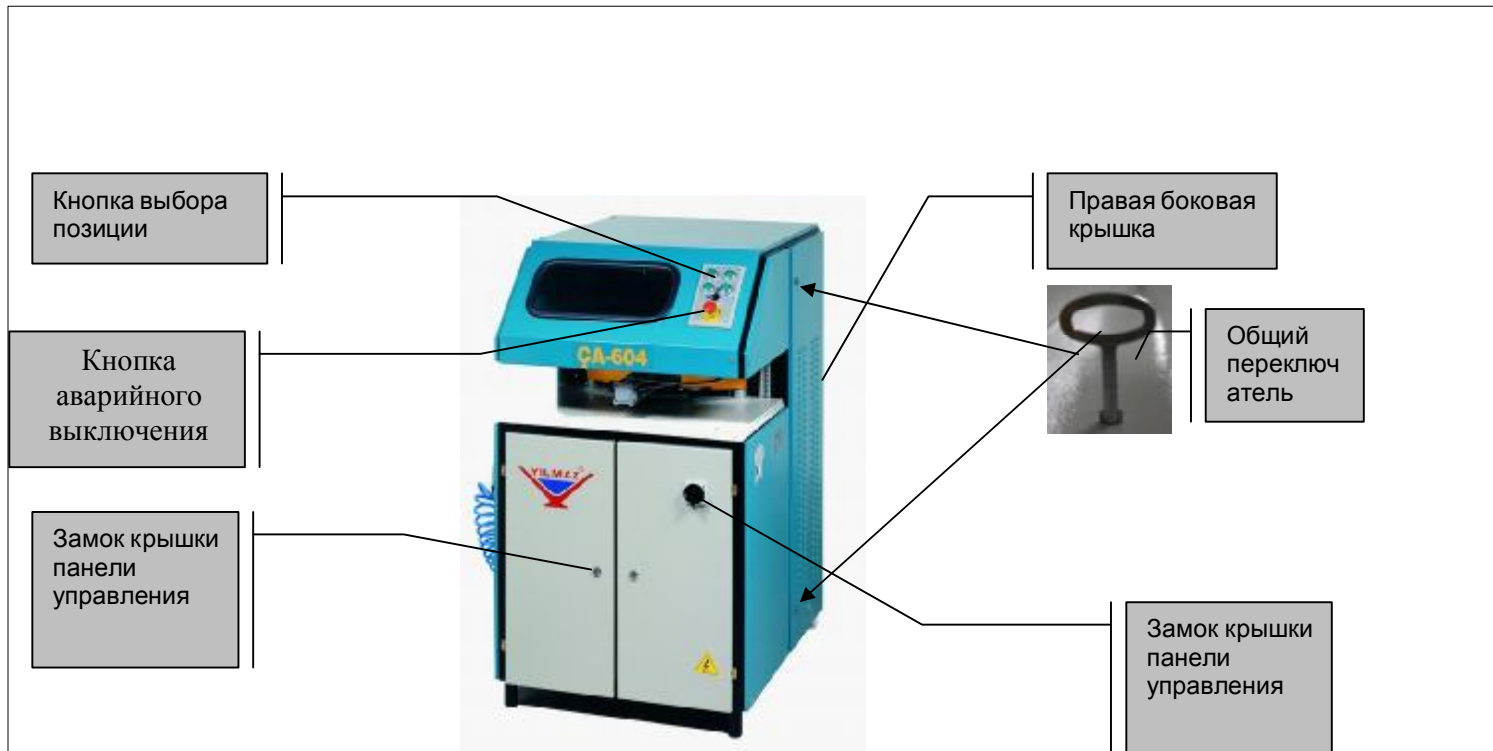 Кнопка выбора
позиции
Правая боковая
крышка
Кнопка
аварийного
выключения
Общий
переключ
атель
ÇA-604
YILMAZ
Замок крышки
панели
управления
Замок крышки
панели
управления